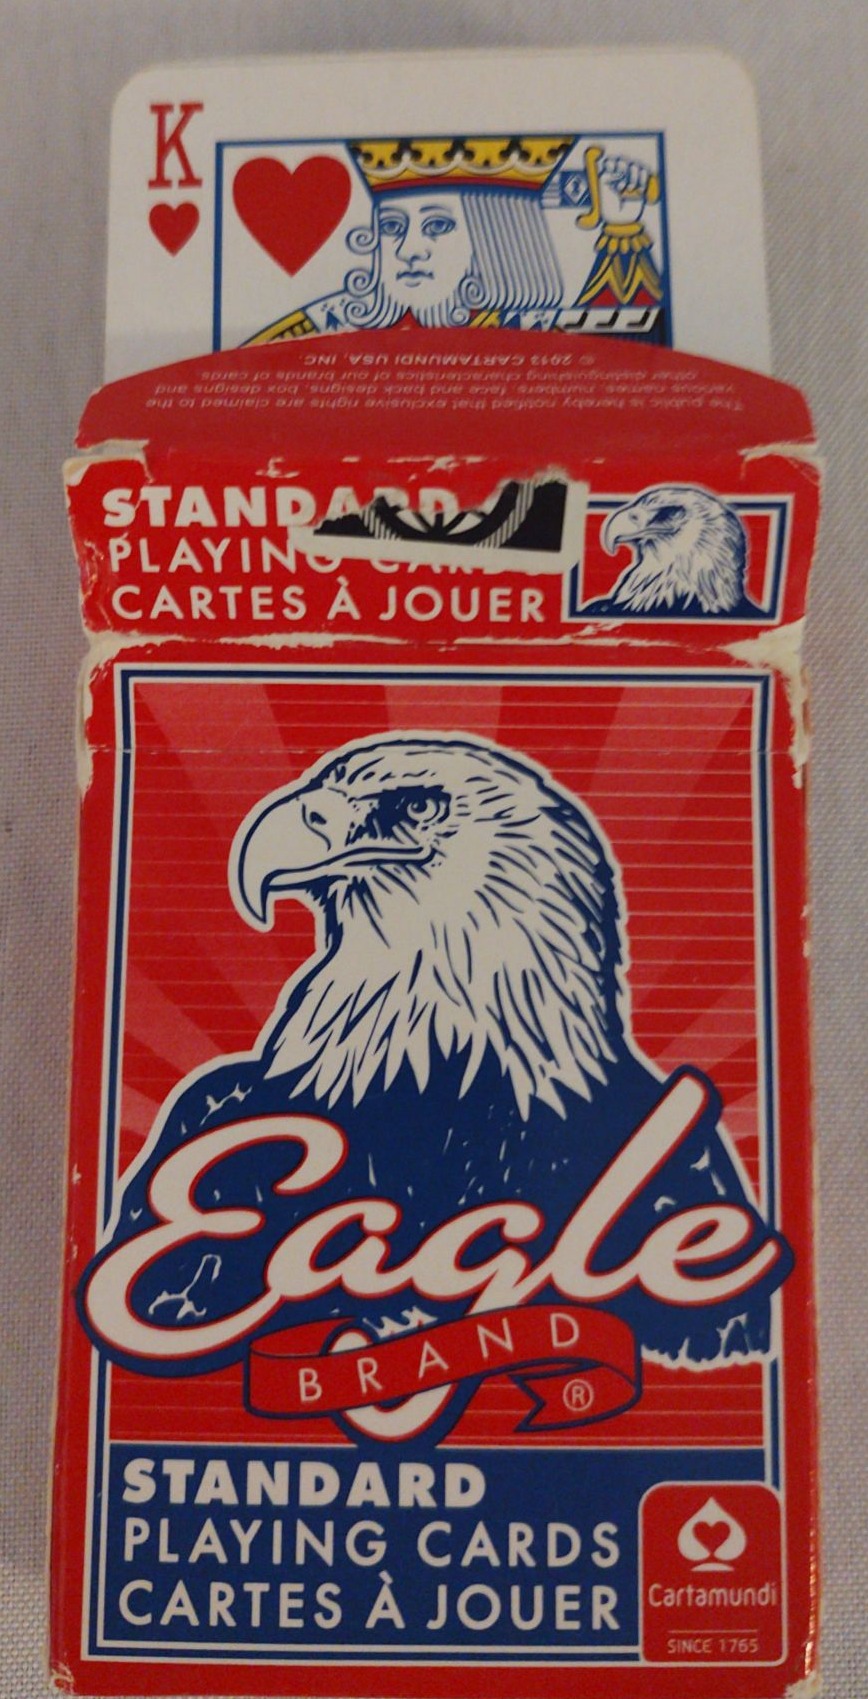 K
© 2013 CARTAMUNDI USA, INC.
The public is hereby notified that exclusive rights are claimed to the
various names, numbers, face and pack designs, box designs and
other distinguishing characteristics of our brands of cards
STANDARD
PLAYING CARDS
CARTES À JOUER
Eagle
BRAND
®
STANDARD
PLAYING CARDS
CARTES À JOUER
Cartamundi
SINCE 1765